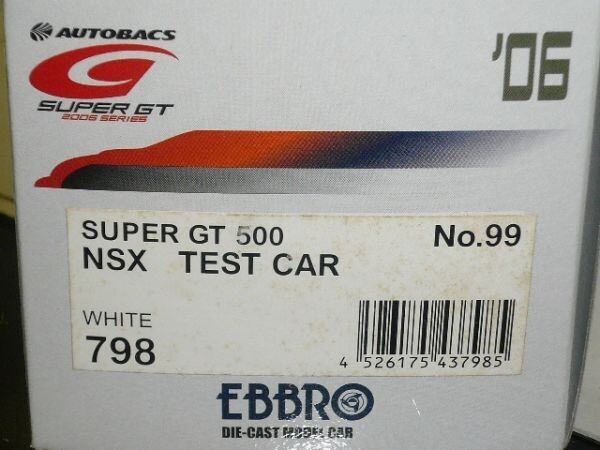 AUTOBACS
'06
SUPER GT
2006 SERIES
SUPER GT 500 No.99
NSX TEST CAR
WHITE
798
4 526175 437985
EBBRO
DIE-CAST MODEL CAR